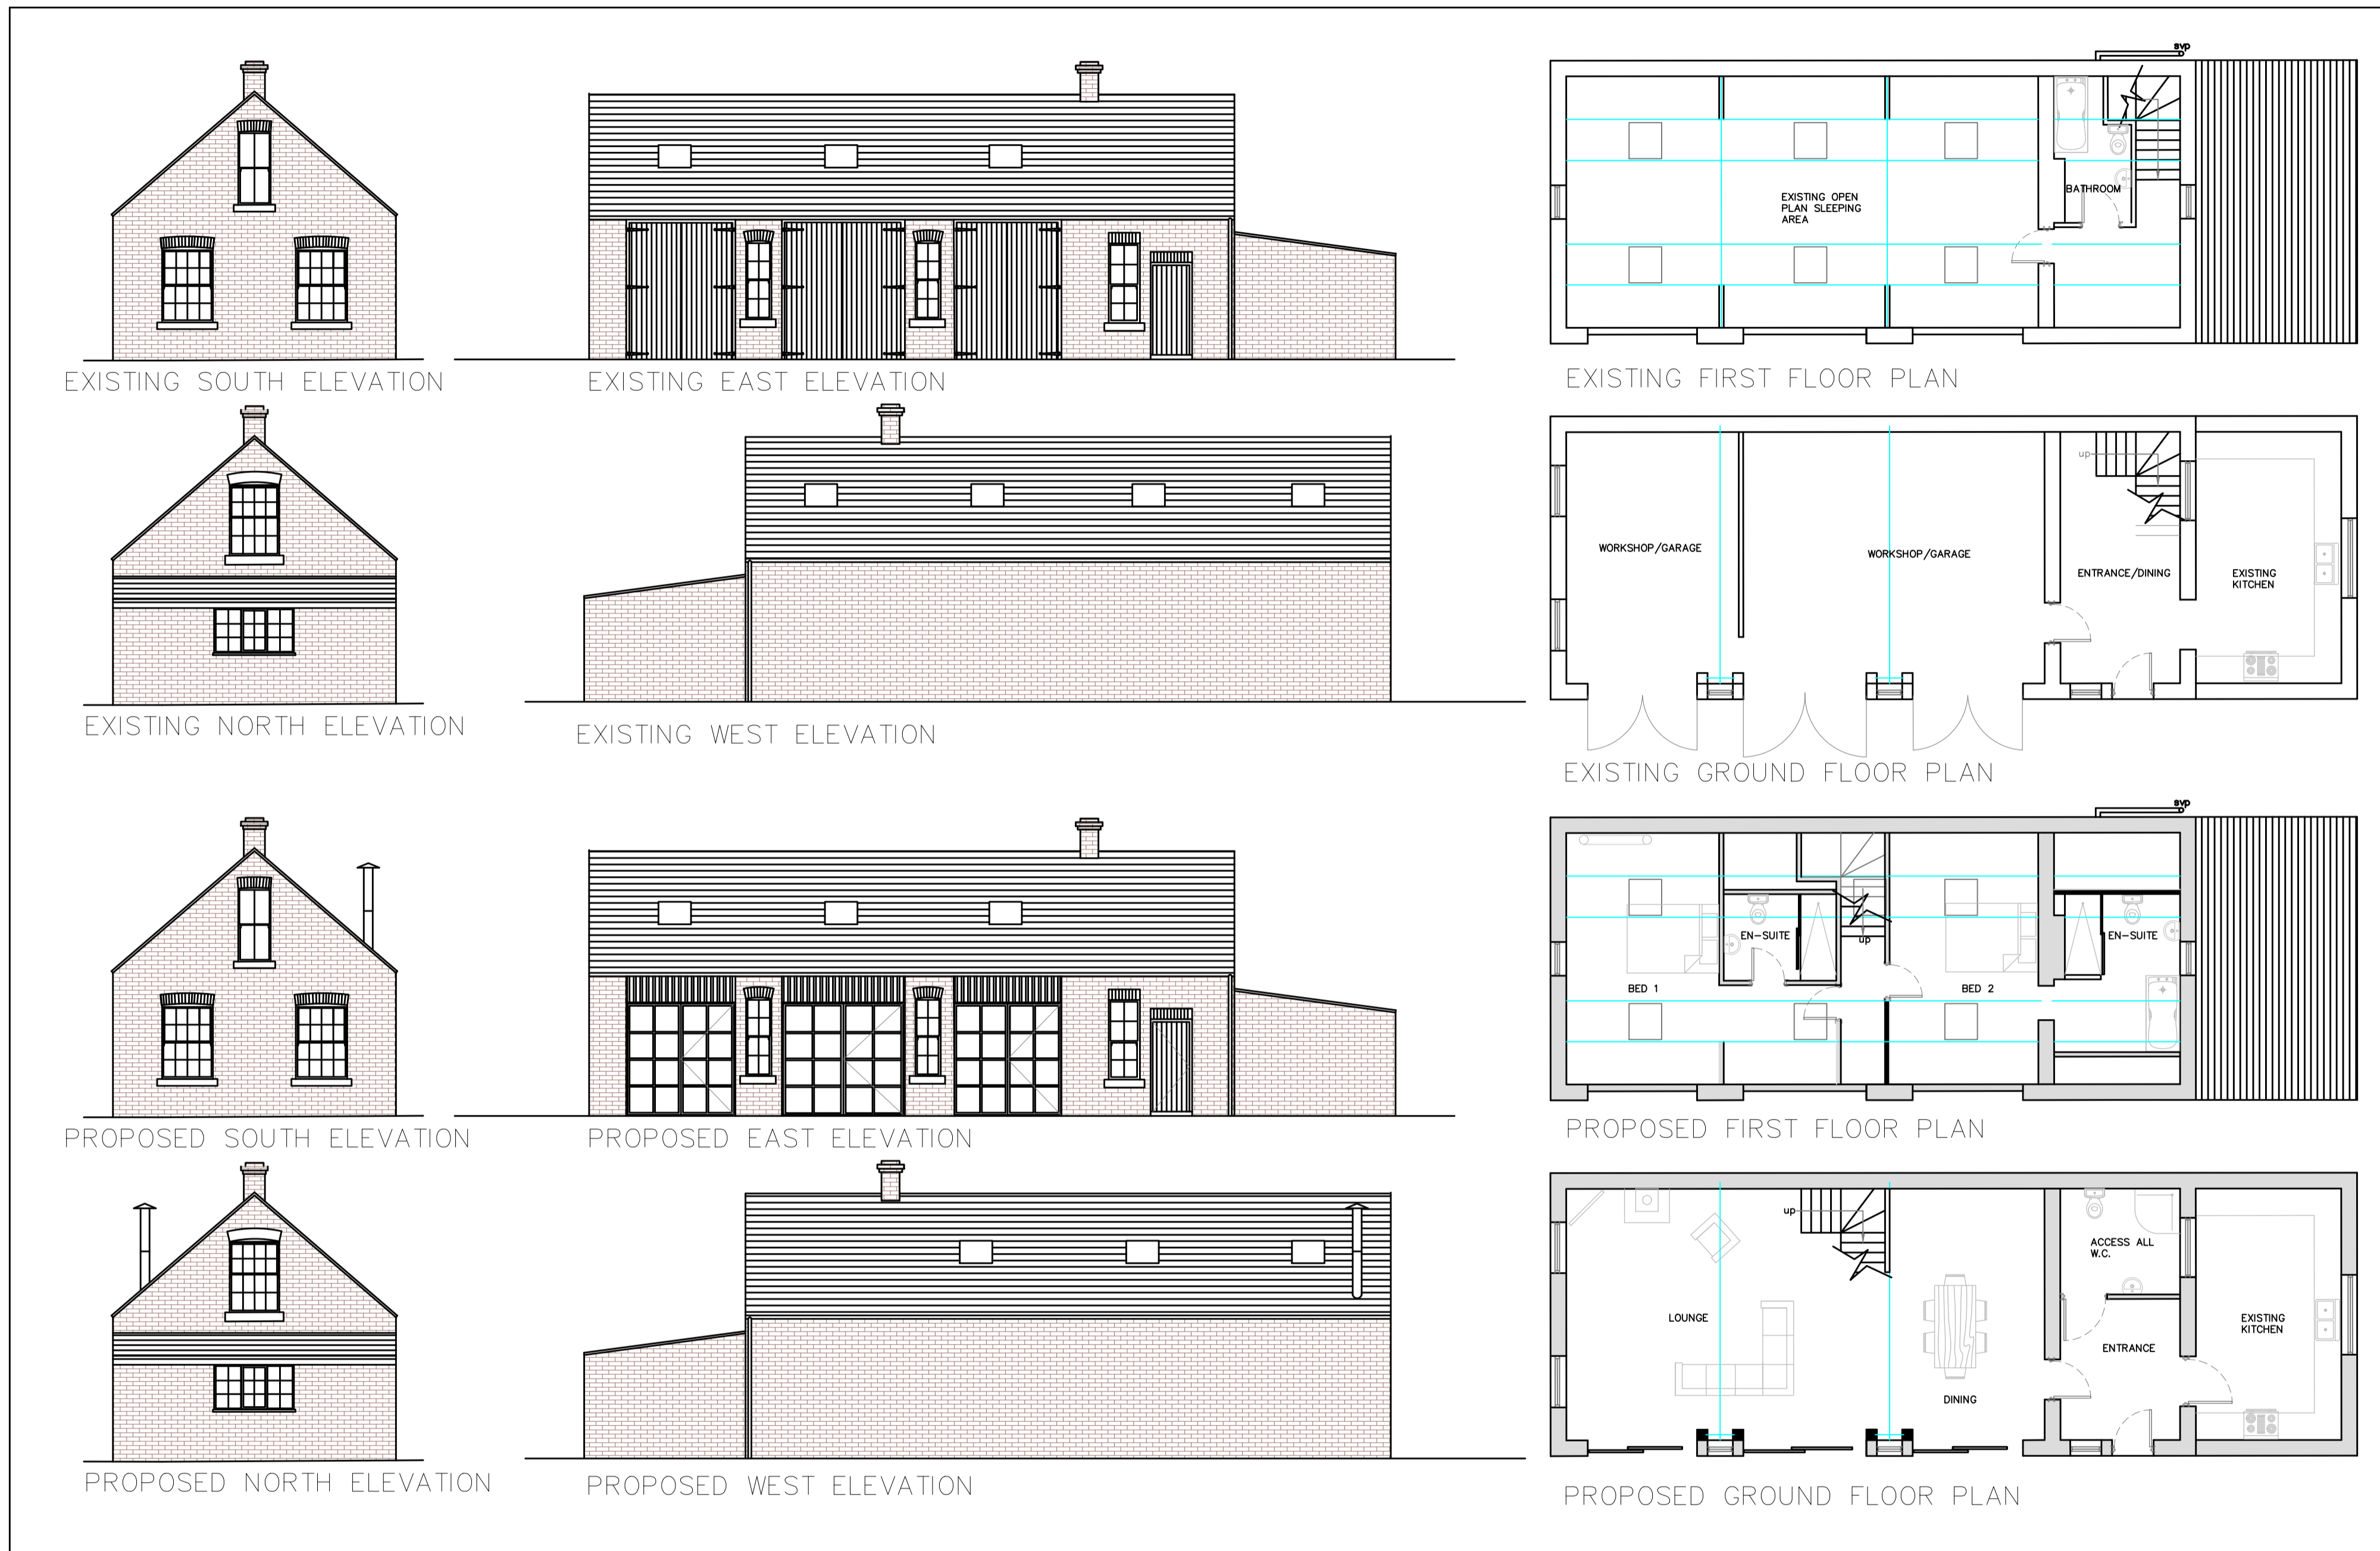 svp
EXISTING OPEN
PLAN SLEEPING
AREA
BATHROOM
EXISTING SOUTH ELEVATION
EXISTING EAST ELEVATION
EXISTING FIRST FLOOR PLAN
up
WORKSHOP/GARAGE
WORKSHOP/GARAGE
ENTRANCE/DINING
EXISTING
KITCHEN
EXISTING NORTH ELEVATION
EXISTING WEST ELEVATION
EXISTING GROUND FLOOR PLAN
svp
EN-SUITE
up
EN-SUITE
BED 1
BED 2
PROPOSED SOUTH ELEVATION
PROPOSED EAST ELEVATION
PROPOSED FIRST FLOOR PLAN
up
ACCESS ALL
W.C.
LOUNGE
EXISTING
KITCHEN
ENTRANCE
DINING
PROPOSED NORTH ELEVATION
PROPOSED WEST ELEVATION
PROPOSED GROUND FLOOR PLAN